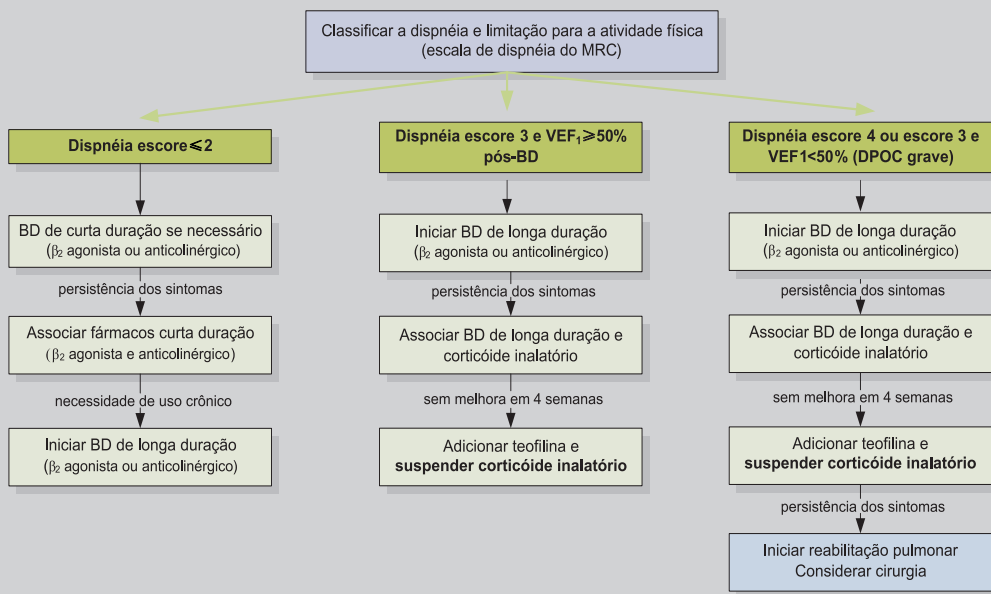 Classificar a dispnéia e limitação para a atividade física
(escala de dispnéia do MRC)
Dispnéia escore⩽2
BD de curta duração se necessário
(β₂ agonista ou anticolinérgico)
persistência dos sintomas
Associar fármacos curta duração
(β₂ agonista e anticolinérgico)
necessidade de uso crônico
Iniciar BD de longa duração
(β₂ agonista ou anticolinérgico)
Dispnéia escore 3 e VEF₁⩾50%
pós-BD
Iniciar BD de longa duração
(β₂ agonista ou anticolinérgico)
persistência dos sintomas
Associar BD de longa duração e
corticóide inalatório
sem melhora em 4 semanas
Adicionar teofilina e
suspender corticóide inalatório
Dispnéia escore 4 ou escore 3 e
VEF1<50% (DPOC grave)
Iniciar BD de longa duração
(β₂ agonista ou anticolinérgico)
persistência dos sintomas
Associar BD de longa duração e
corticóide inalatório
sem melhora em 4 semanas
Adicionar teofilina e
suspender corticóide inalatório
persistência dos sintomas
Iniciar reabilitação pulmonar
Considerar cirurgia